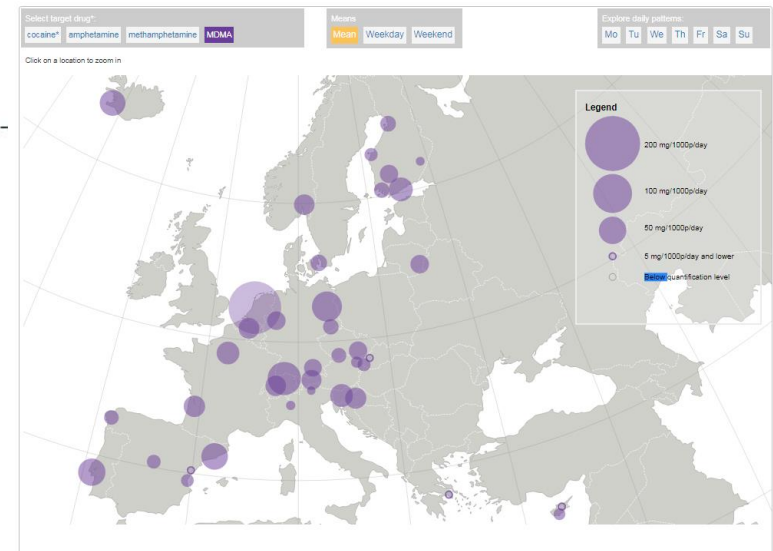 Select target drug*:
cocaine* amphetamine methamphetamine MDMA
Means
Mean Weekday Weekend
Explore daily patterns:
Mo Tu We Th Fr Sa Su
Click on a location to zoom in
Legend
200 mg/1000p/day
100 mg/1000p/day
50 mg/1000p/day
5 mg/1000p/day and lower
Below quantification level